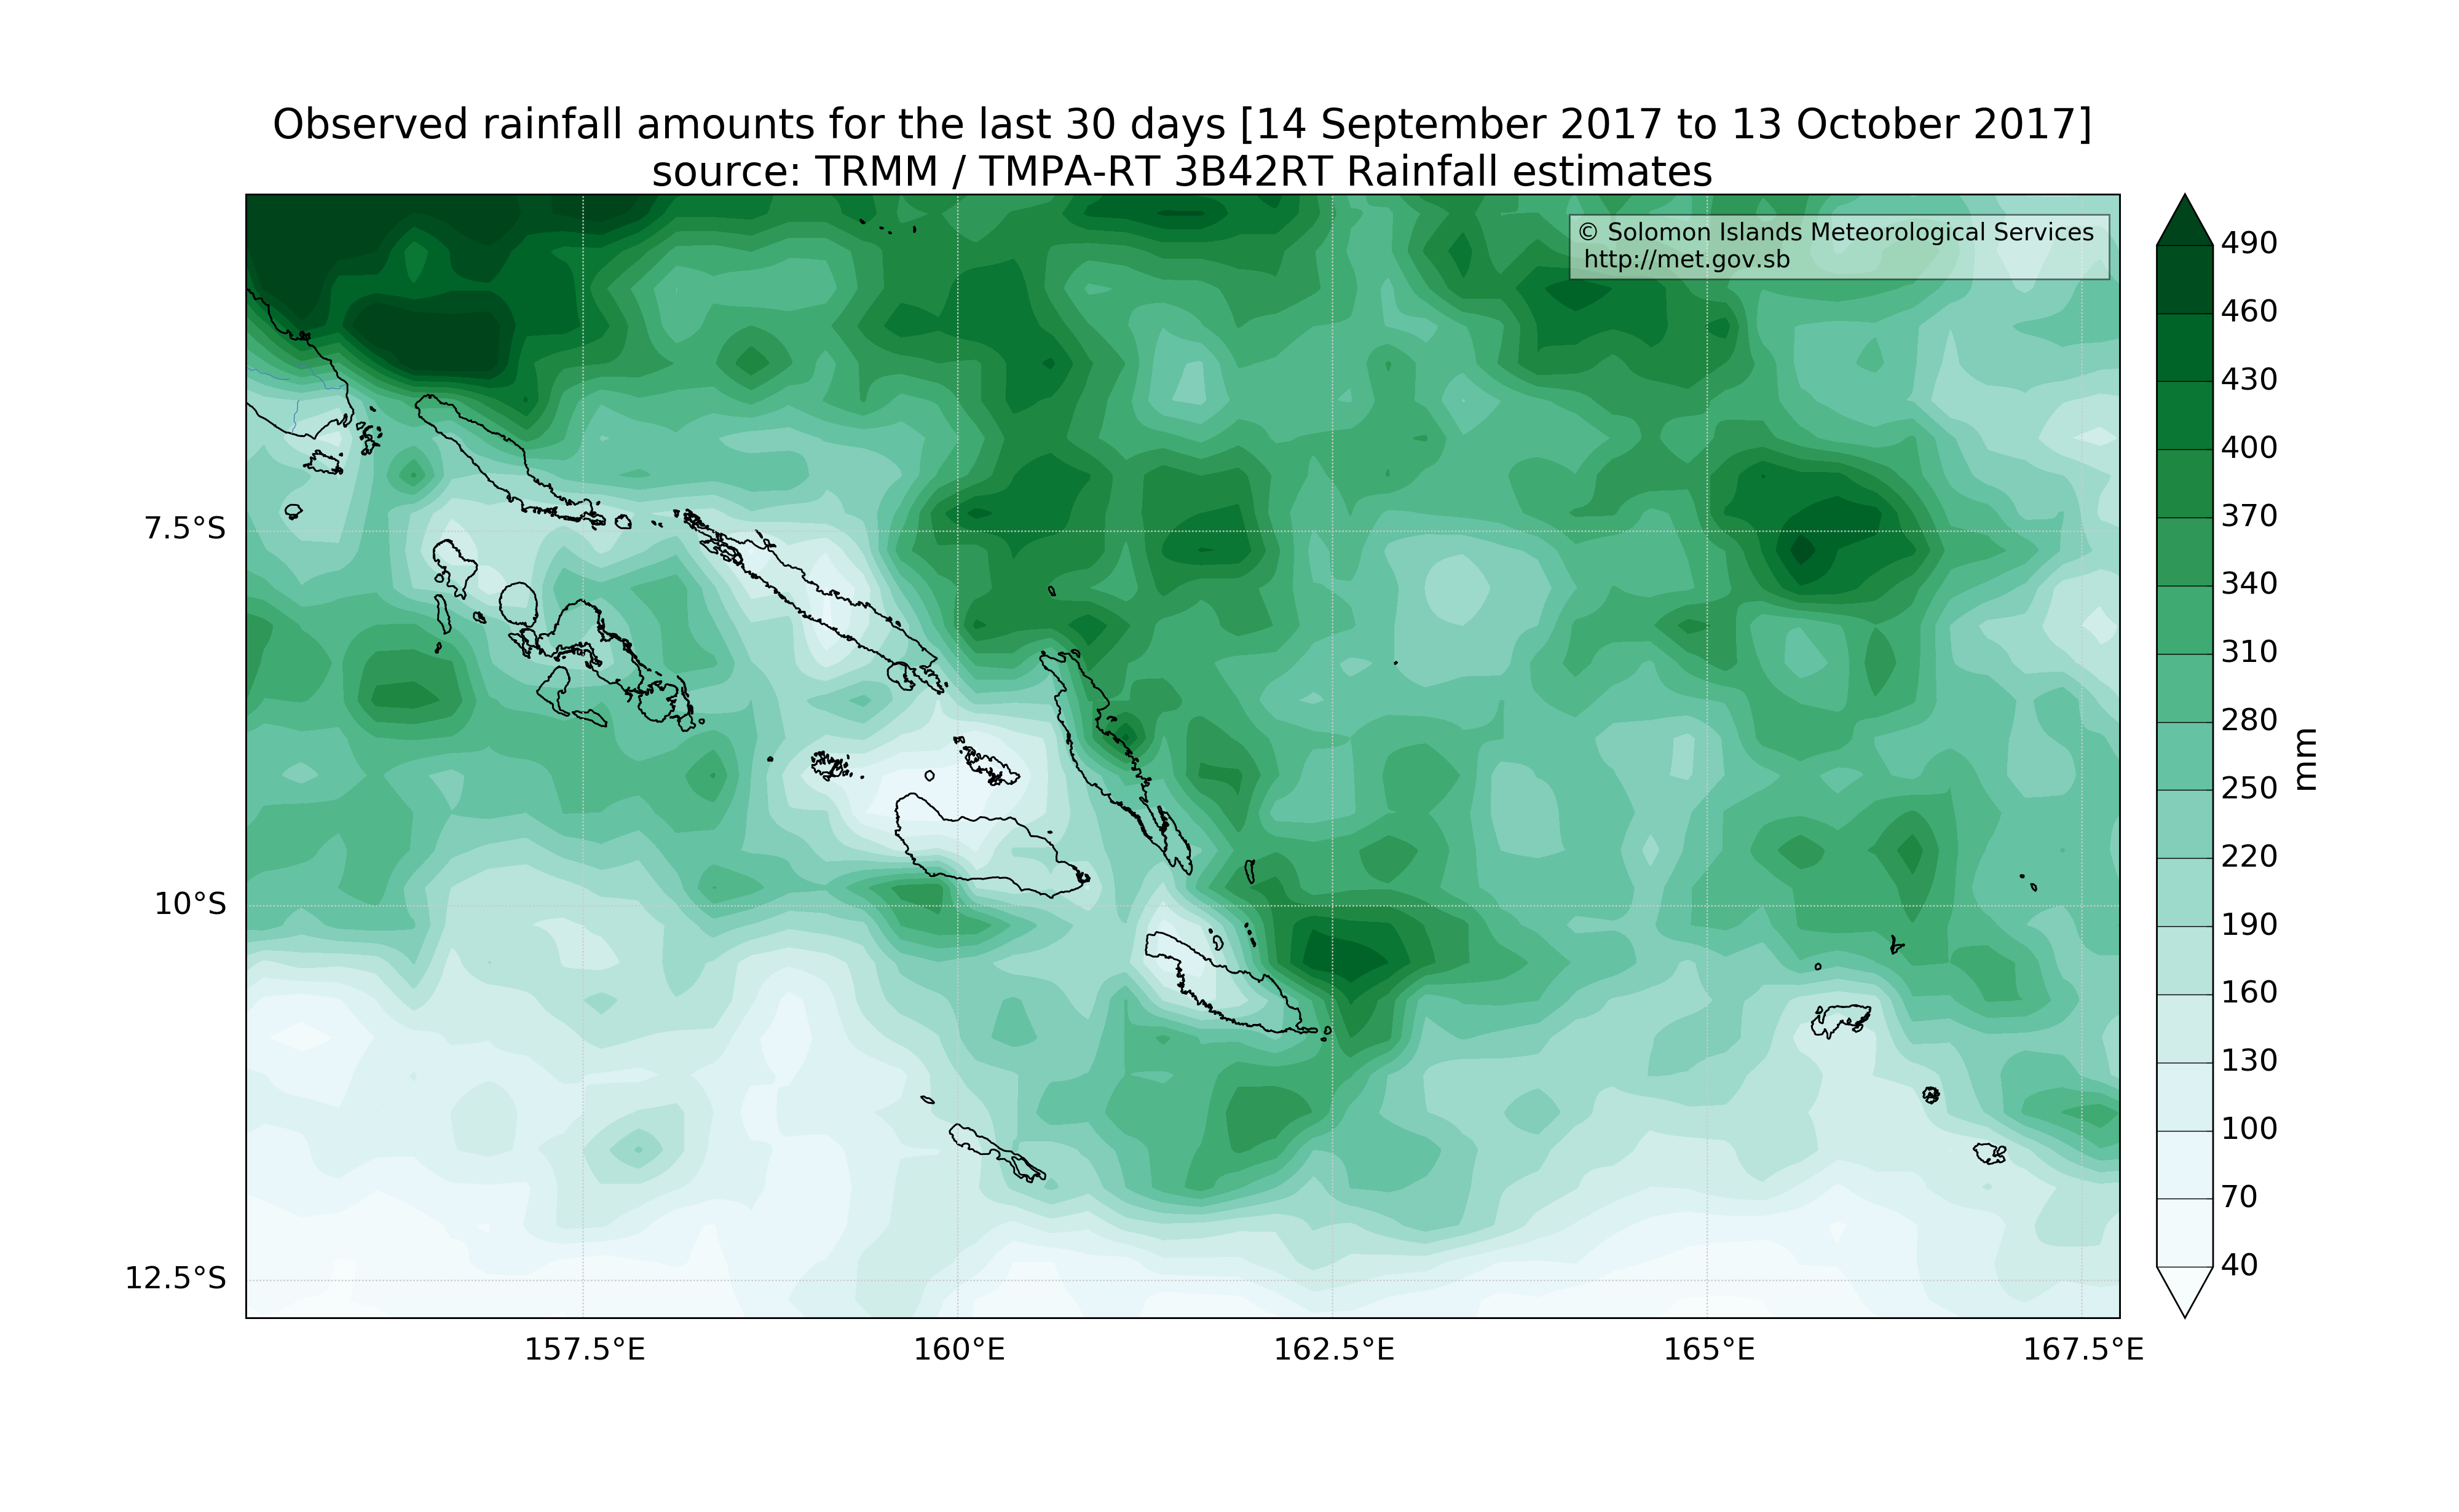 Observed rainfall amounts for the last 30 days [14 September 2017 to 13 October 2017]
source: TRMM / TMPA-RT 3B42RT Rainfall estimates
© Solomon Islands Meteorological Services
http://met.gov.sb
7.5°S
10°S
12.5°S
157.5°E
160°E
162.5°E
165°E
167.5°E
490
460
430
400
370
340
310
280
250
220
190
160
130
100
70
40
mm